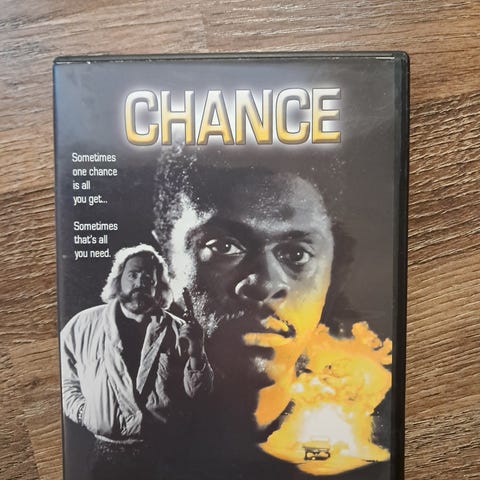 CHANCE
Sometimes
one chance
is all
you get...
Sometimes
that's all
you need.